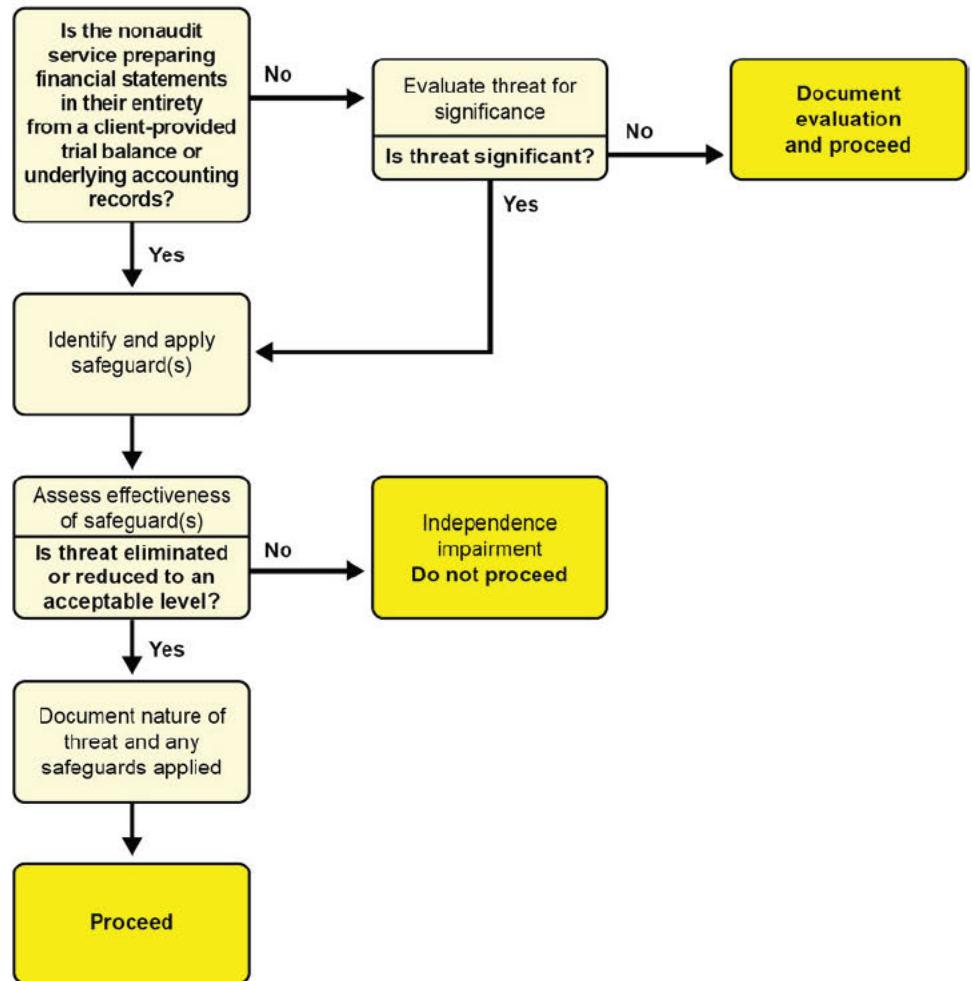 Is the nonaudit
service preparing
financial statements
in their entirety
from a client-provided
trial balance or
underlying accounting
records?
No
Evaluate threat for
significance
Is threat significant?
No
Document
evaluation
and proceed
Yes
Yes
Identify and apply
safeguard(s)
Assess effectiveness
of safeguard(s)
Is threat eliminated
or reduced to an
acceptable level?
No
Independence
impairment
Do not proceed
Yes
Document nature of
threat and any
safeguards applied
Proceed